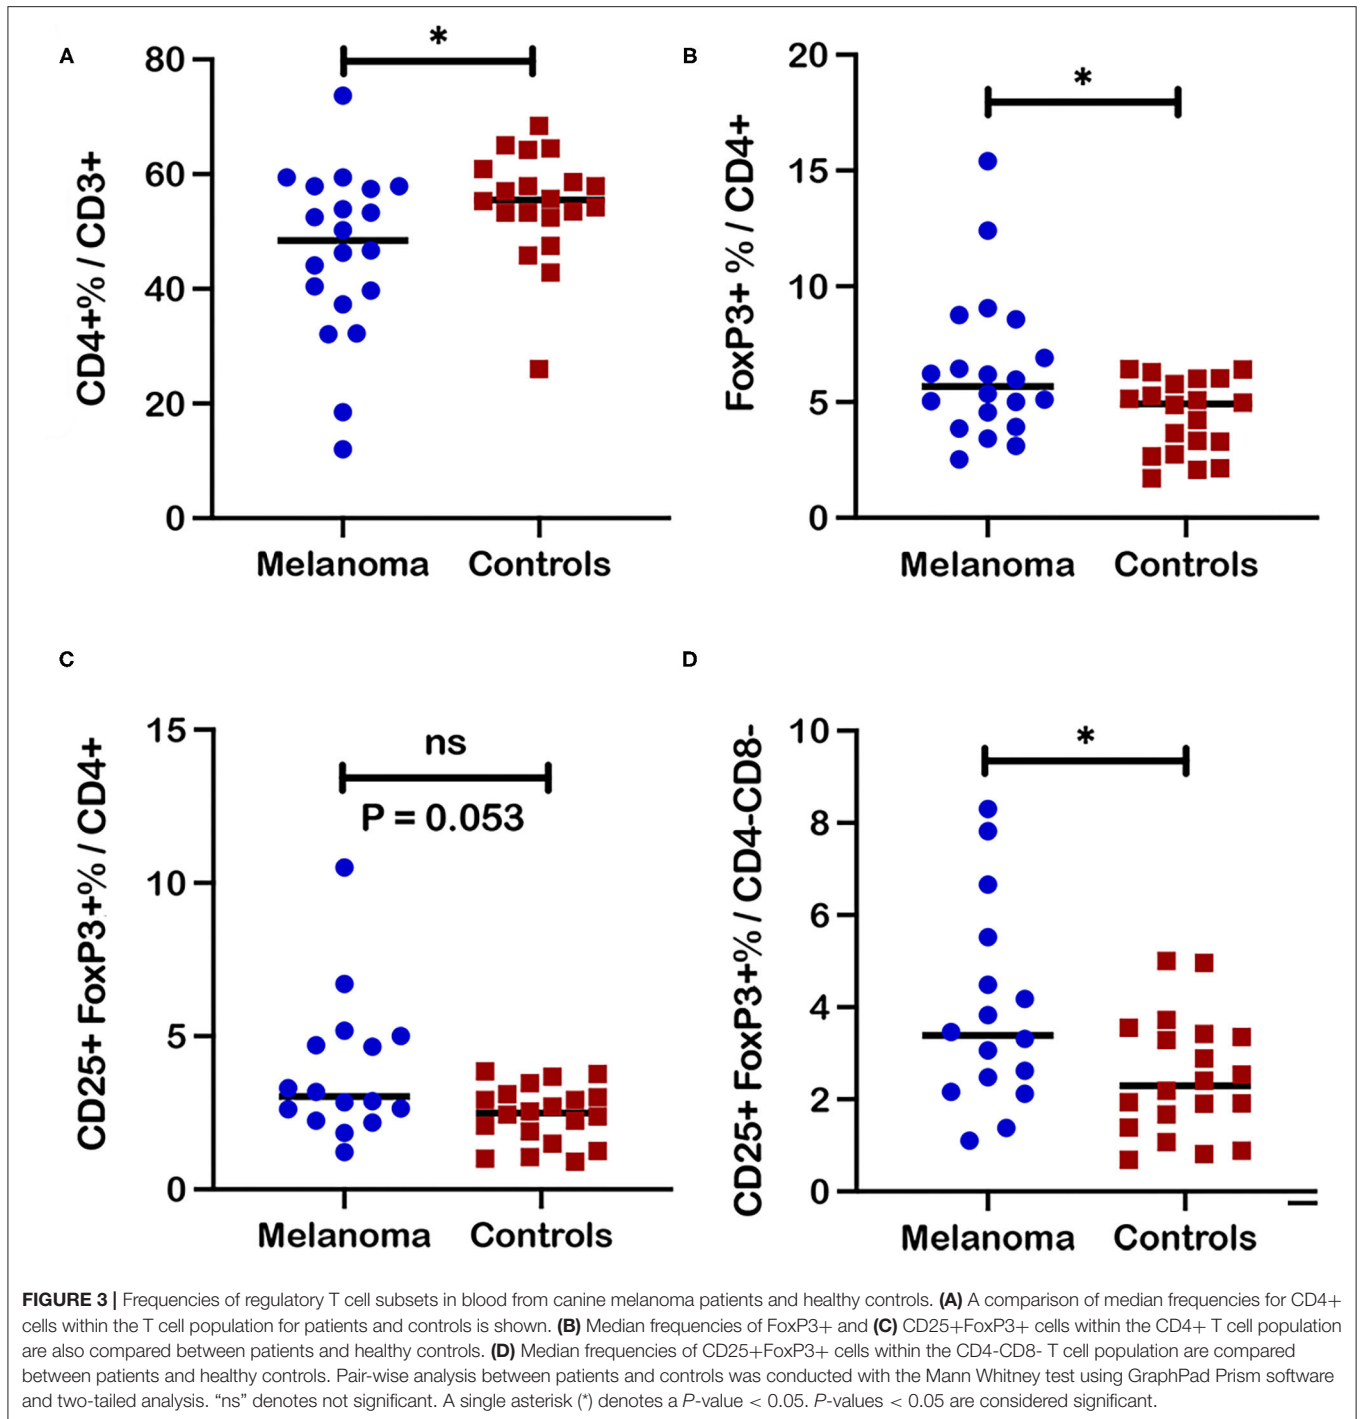 A
CD4+% / CD3+
80
60
40
20
0
*
Melanoma
Controls
B
FoxP3+ % / CD4+
20
15
10
5
0
*
Melanoma
Controls
C
CD25+ FoxP3+% / CD4+
15
10
5
0
ns
P = 0.053
Melanoma
Controls
D
CD25+ FoxP3+% / CD4-CD8-
10
8
6
4
2
0
*
Melanoma
Controls
FIGURE 3 | Frequencies of regulatory T cell subsets in blood from canine melanoma patients and healthy controls. (A) A comparison of median frequencies for CD4+
cells within the T cell population for patients and controls is shown. (B) Median frequencies of FoxP3+ and (C) CD25+FoxP3+ cells within the CD4+ T cell population
are also compared between patients and healthy controls. (D) Median frequencies of CD25+FoxP3+ cells within the CD4-CD8- T cell population are compared
between patients and healthy controls. Pair-wise analysis between patients and controls was conducted with the Mann Whitney test using GraphPad Prism software
and two-tailed analysis. “ns” denotes not significant. A single asterisk (*) denotes a P-value < 0.05. P-values < 0.05 are considered significant.